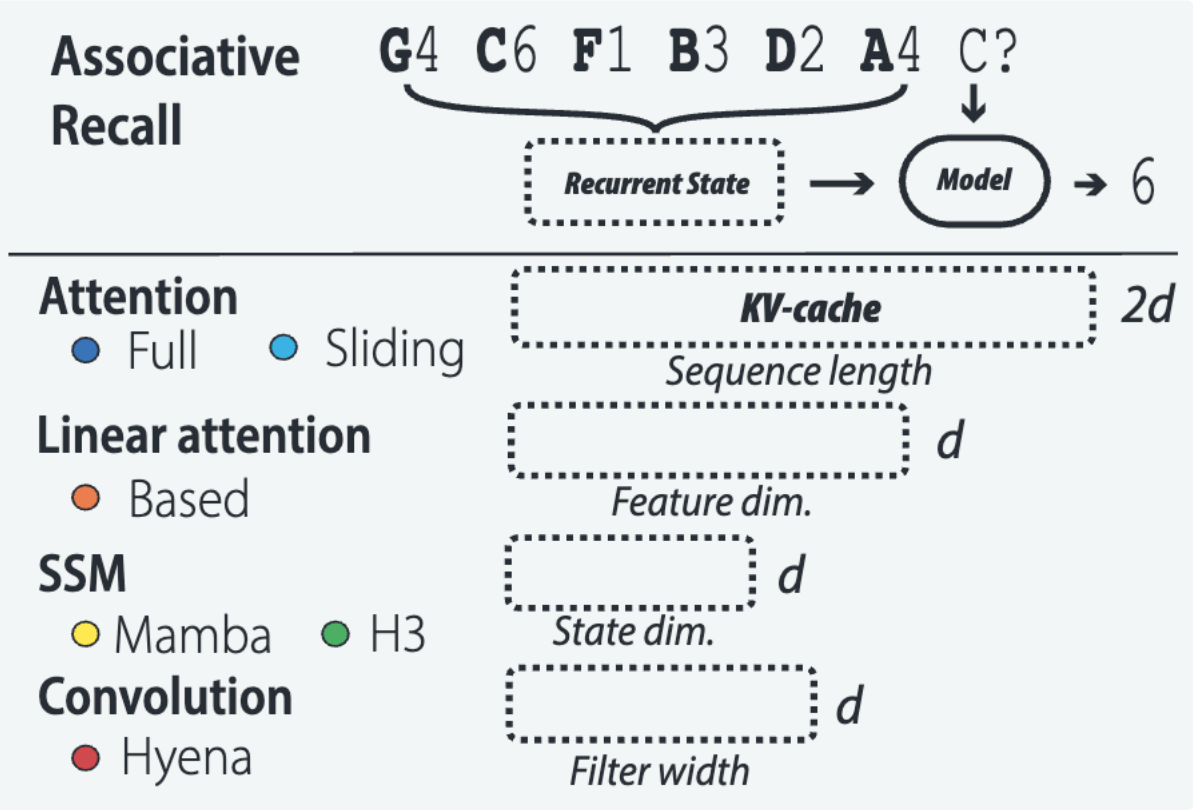 Associative Recall
G4 C6 F1 B3 D2 A4 C?
Recurrent State
Model
6
Attention
Full
Sliding
KV-cache
2d
Sequence length
Linear attention
Based
d
Feature dim.
SSM
Mamba
H3
d
State dim.
Convolution
Hyena
d
Filter width